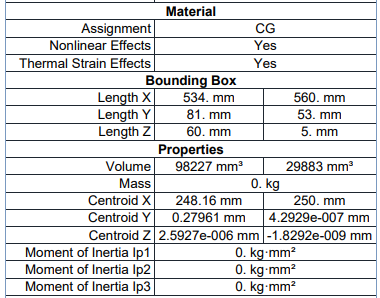 Material
Assignment CG
Nonlinear Effects Yes
Thermal Strain Effects Yes
Bounding Box
Length X 534. mm 560. mm
Length Y 81. mm 53. mm
Length Z 60. mm 5. mm
Properties
Volume 98227 mm³ 29883 mm³
Mass 0. kg
Centroid X 248.16 mm 250. mm
Centroid Y 0.27961 mm 4.2929e-007 mm
Centroid Z 2.5927e-006 mm -1.8292e-009 mm
Moment of Inertia Ip1 0. kg·mm²
Moment of Inertia Ip2 0. kg·mm²
Moment of Inertia Ip3 0. kg·mm²